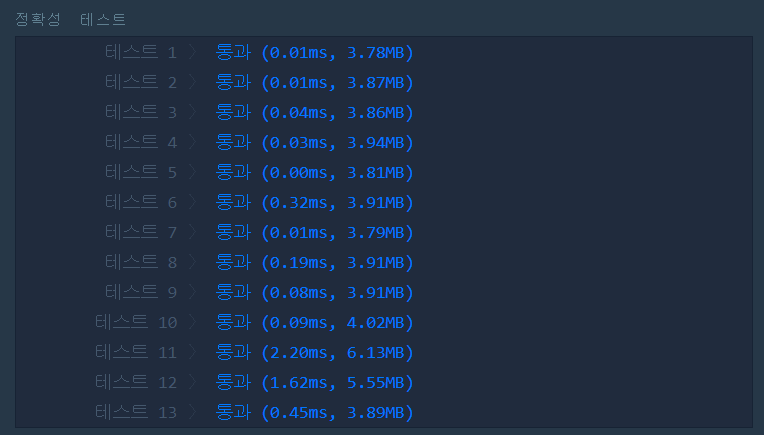 정확성 테스트
테스트 1 〉 통과 (0.01ms, 3.78MB)
테스트 2 〉 통과 (0.01ms, 3.87MB)
테스트 3 〉 통과 (0.04ms, 3.86MB)
테스트 4 〉 통과 (0.03ms, 3.94MB)
테스트 5 〉 통과 (0.00ms, 3.81MB)
테스트 6 〉 통과 (0.32ms, 3.91MB)
테스트 7 〉 통과 (0.01ms, 3.79MB)
테스트 8 〉 통과 (0.19ms, 3.91MB)
테스트 9 〉 통과 (0.08ms, 3.91MB)
테스트 10 〉 통과 (0.09ms, 4.02MB)
테스트 11 〉 통과 (2.20ms, 6.13MB)
테스트 12 〉 통과 (1.62ms, 5.55MB)
테스트 13 〉 통과 (0.45ms, 3.89MB)